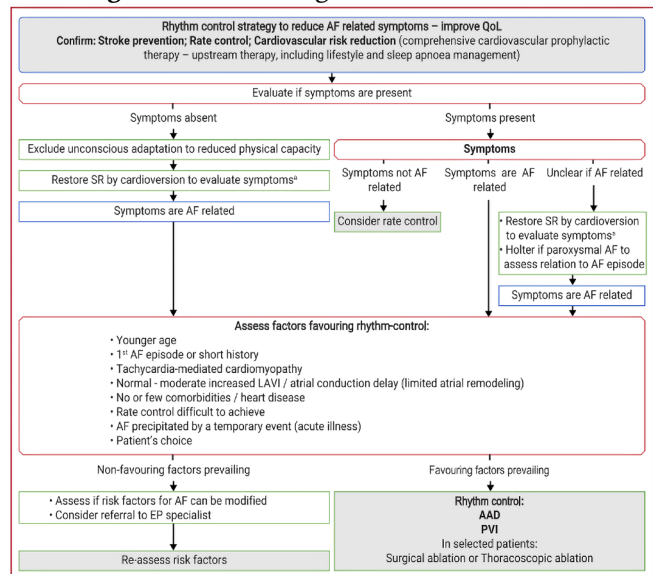 Rhythm control strategy to reduce AF related symptoms – improve QoL
Confirm: Stroke prevention; Rate control; Cardiovascular risk reduction (comprehensive cardiovascular prophylactic
therapy – upstream therapy, including lifestyle and sleep apnoea management)
Evaluate if symptoms are present
Symptoms absent
Symptoms present
Exclude unconscious adaptation to reduced physical capacity
Symptoms
Restore SR by cardioversion to evaluate symptomsª
Symptoms not AF
related
Symptoms are AF
related
Unclear if AF related
Symptoms are AF related
Consider rate control
• Restore SR by cardioversion
to evaluate symptomsª
• Holter if paroxysmal AF to
assess relation to AF episode
Symptoms are AF related
Assess factors favouring rhythm-control:
• Younger age
• 1st AF episode or short history
• Tachycardia-mediated cardiomyopathy
• Normal - moderate increased LAVI / atrial conduction delay (limited atrial remodeling)
• No or few comorbidities / heart disease
• Rate control difficult to achieve
• AF precipitated by a temporary event (acute illness)
• Patient's choice
Non-favouring factors prevailing
Favouring factors prevailing
• Assess if risk factors for AF can be modified
• Consider referral to EP specialist
Re-assess risk factors
Rhythm control:
AAD
PVI
In selected patients:
Surgical ablation or Thoracoscopic ablation